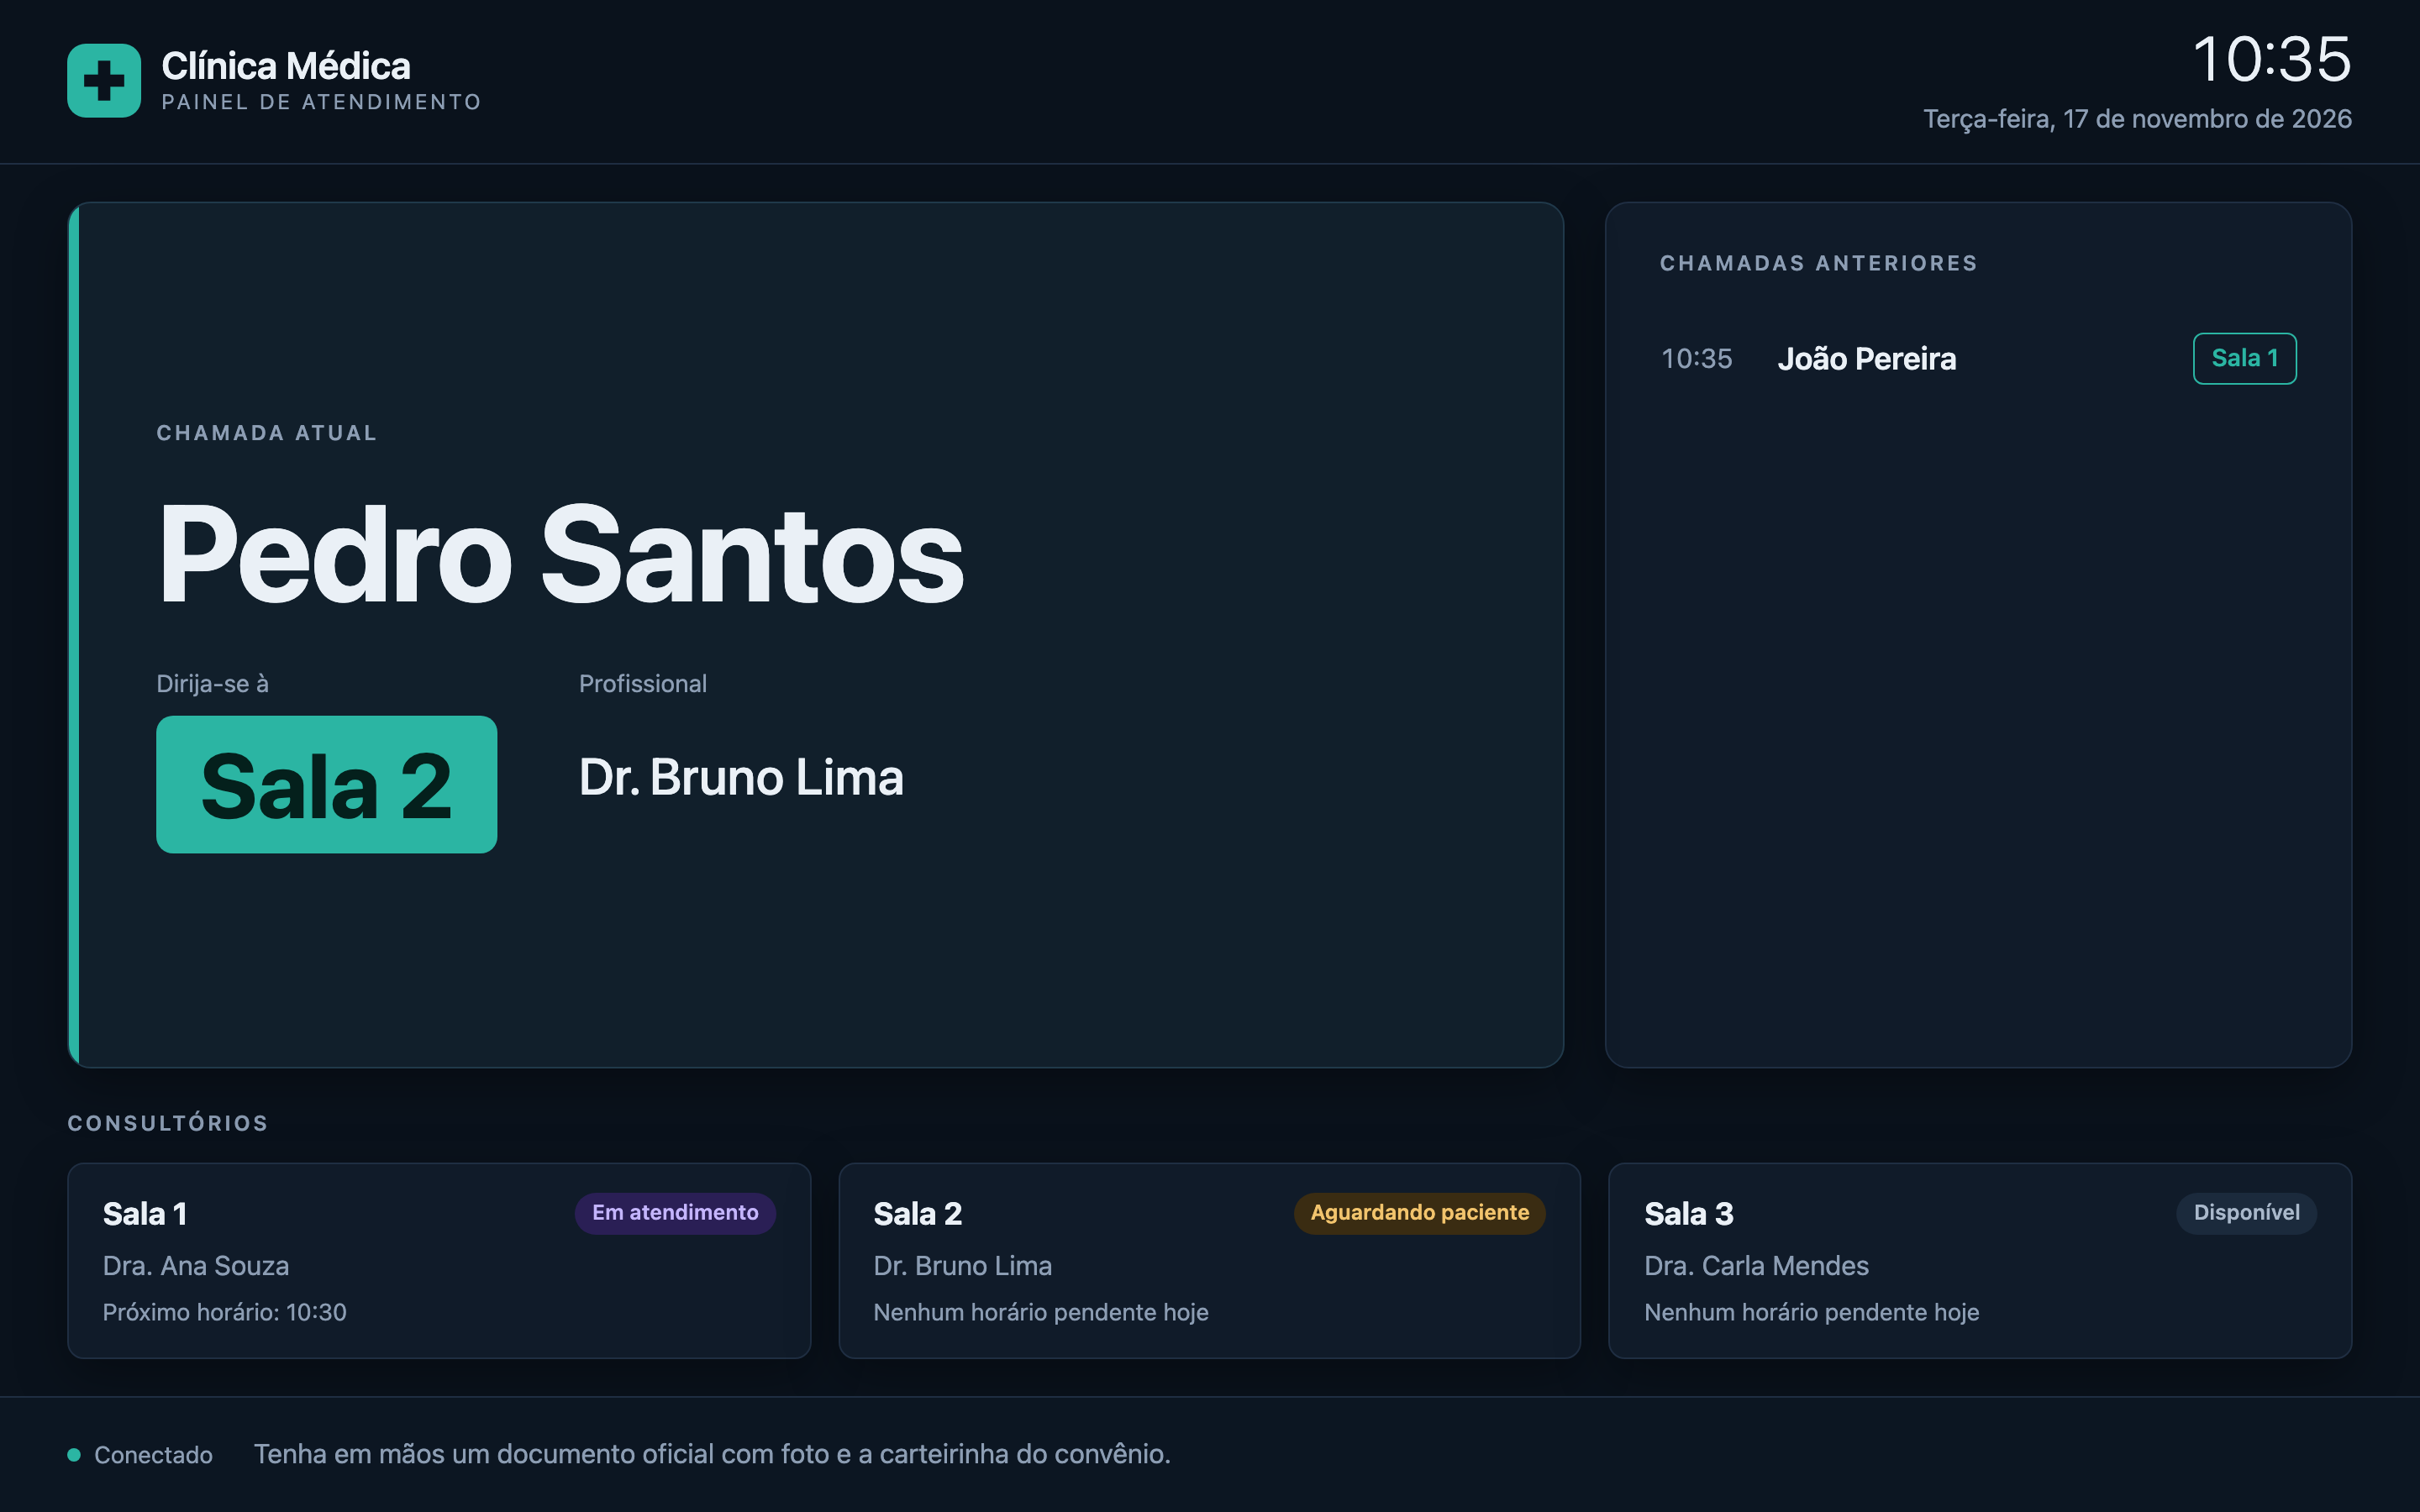 Clínica Médica
PAINEL DE ATENDIMENTO
10:35
Terça-feira, 17 de novembro de 2026
CHAMADA ATUAL
Pedro Santos
Dirija-se à
Sala 2
Profissional
Dr. Bruno Lima
CHAMADAS ANTERIORES
10:35 João Pereira Sala 1
CONSULTÓRIOS
Sala 1 Em atendimento
Dra. Ana Souza
Próximo horário: 10:30
Sala 2 Aguardando paciente
Dr. Bruno Lima
Nenhum horário pendente hoje
Sala 3 Disponível
Dra. Carla Mendes
Nenhum horário pendente hoje
Conectado Tenha em mãos um documento oficial com foto e a carteirinha do convênio.